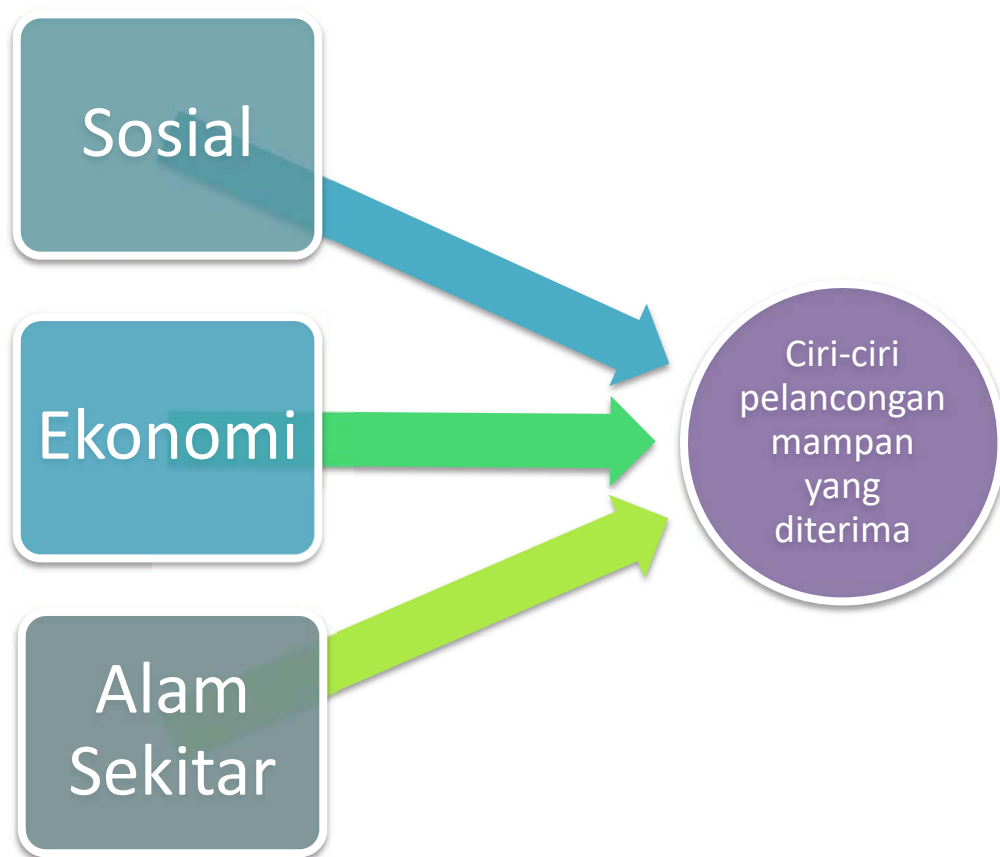 Sosial
Ekonomi
Alam
Sekitar
Ciri-ciri
pelancongan
mampan
yang
diterima